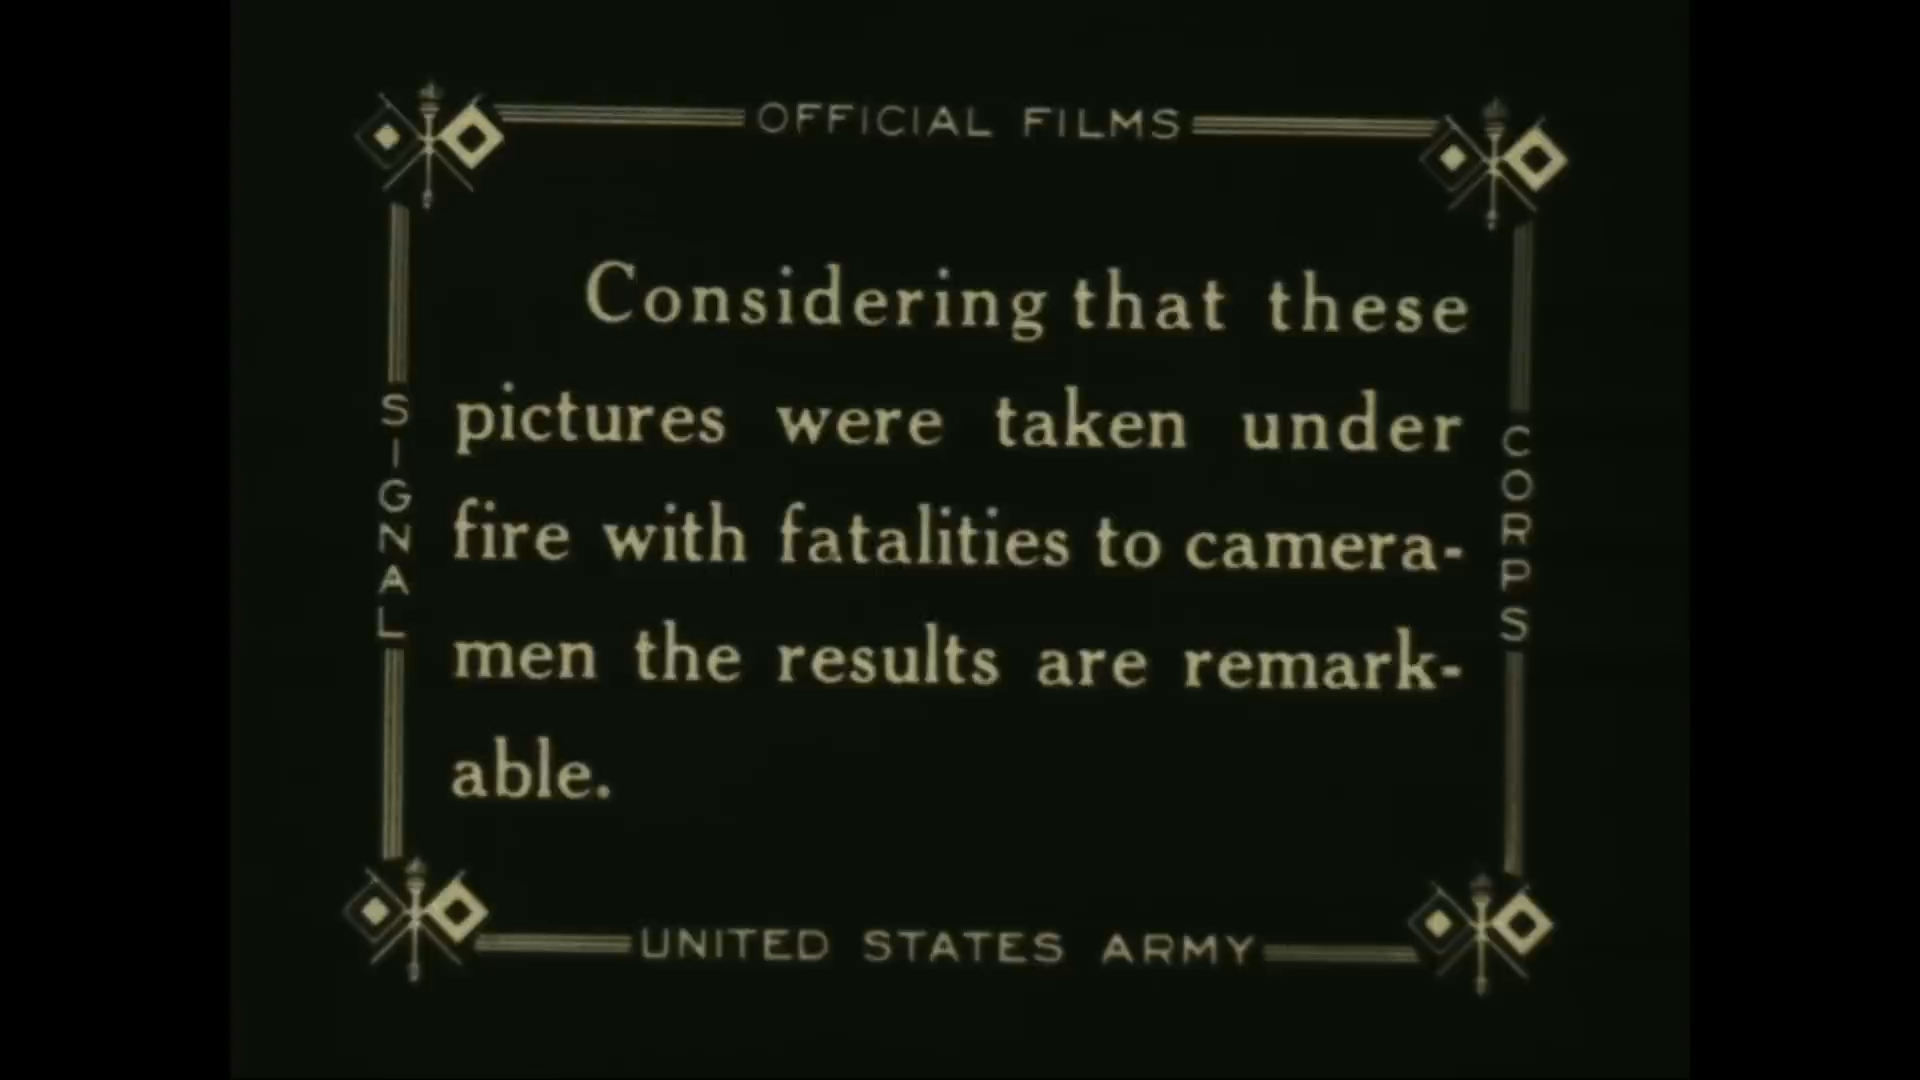 OFFICIAL FILMS
SIGNAL
CORPS
Considering that these
pictures were taken under
fire with fatalities to camera-
men the results are remark-
able.
UNITED STATES ARMY